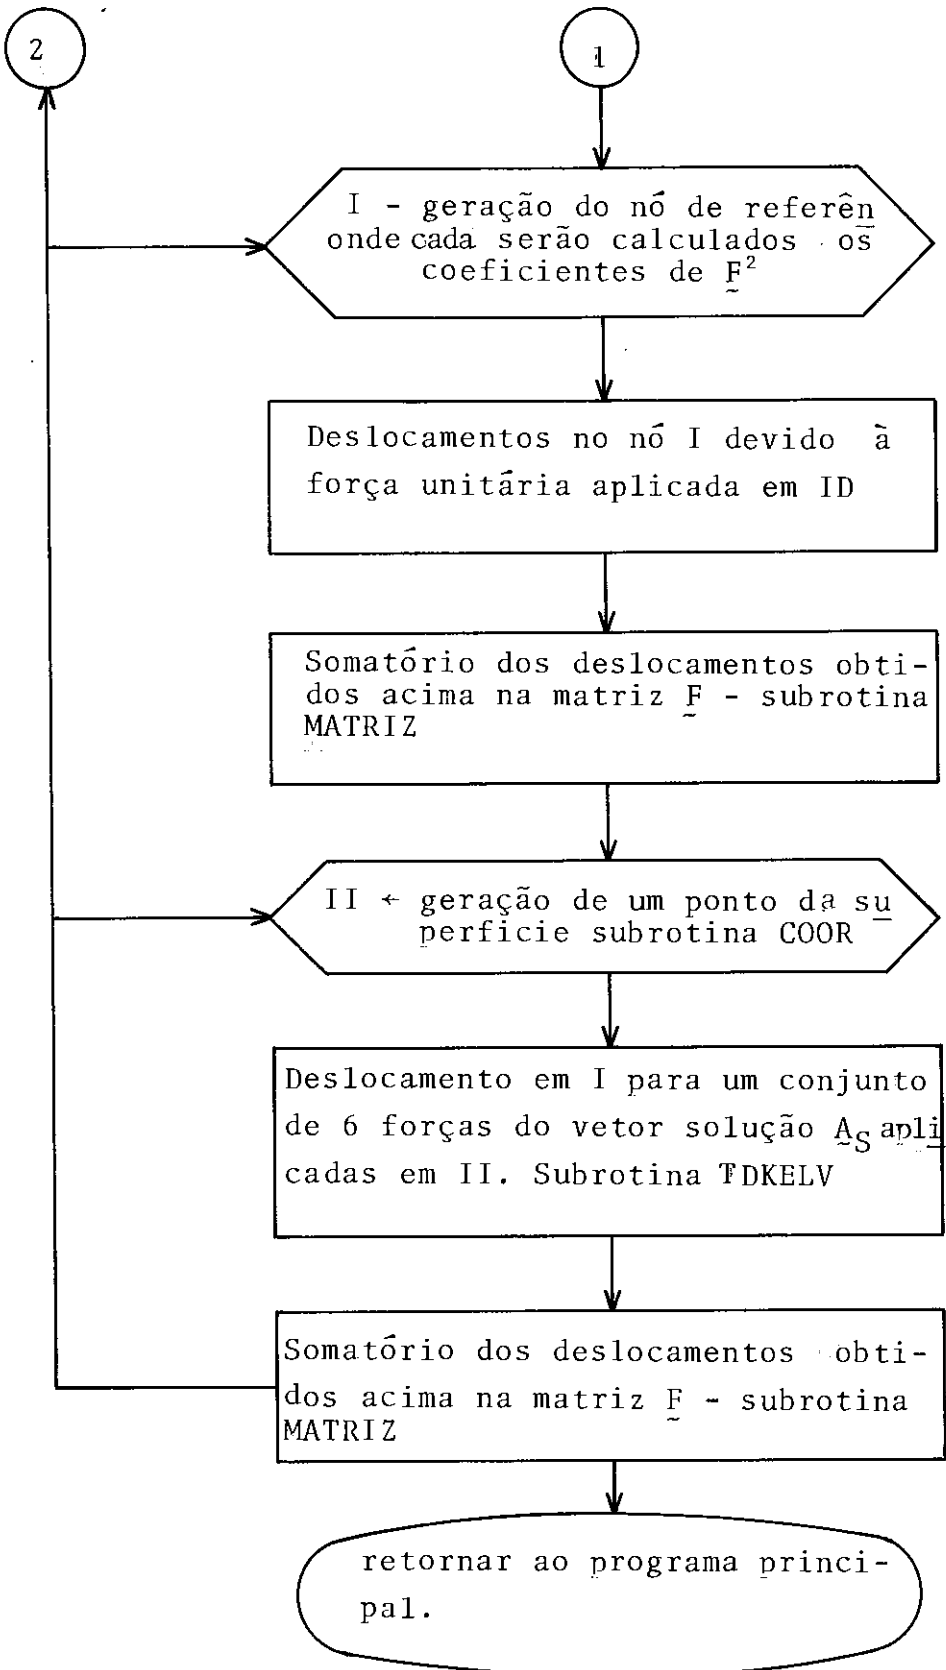 2
1
I - geração do nó de referên
onde cada serão calculados os
coeficientes de F²
Deslocamentos no nó I devido à
força unitária aplicada em ID
Somatório dos deslocamentos obti-
dos acima na matriz F - subrotina
MATRIZ
II ← geração de um ponto da su
perficie subrotina COOR
Deslocamento em I para um conjunto
de 6 forças do vetor solução A_S apli
cadas em II. Subrotina TDKELV
Somatório dos deslocamentos obti-
dos acima na matriz F - subrotina
MATRIZ
retornar ao programa princi-
pal.